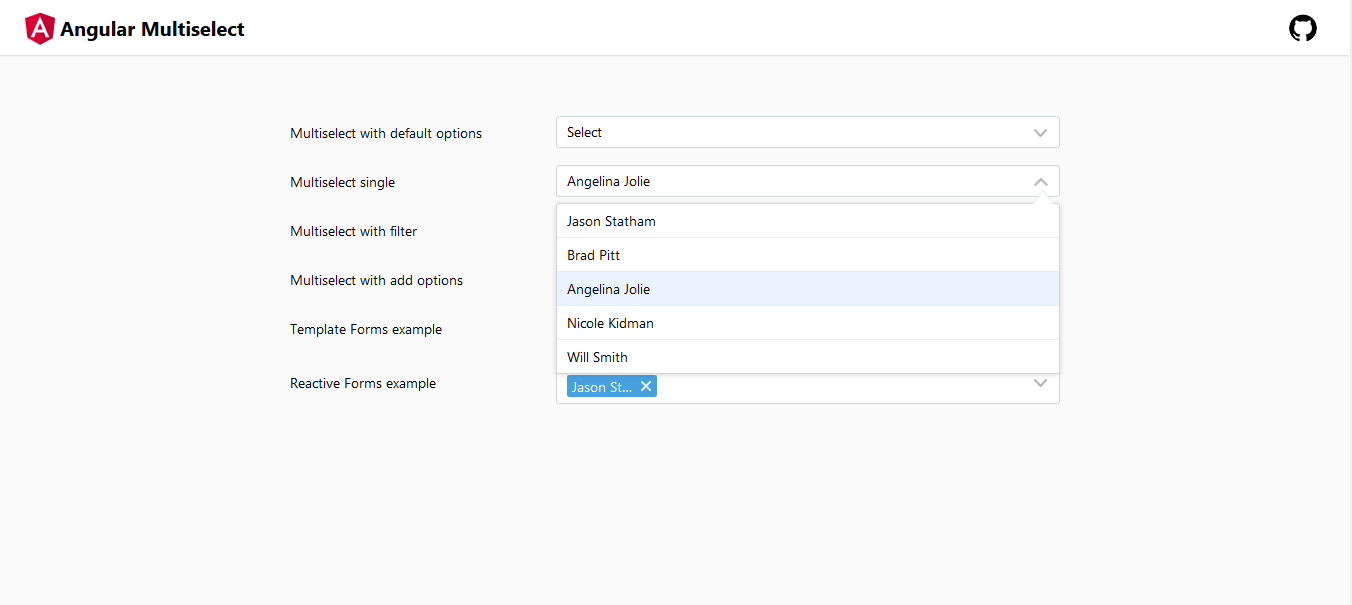 Angular Multiselect
Multiselect with default options
Select
Multiselect single
Angelina Jolie
Jason Statham
Multiselect with filter
Brad Pitt
Multiselect with add options
Angelina Jolie
Template Forms example
Nicole Kidman
Will Smith
Reactive Forms example
Jason St...